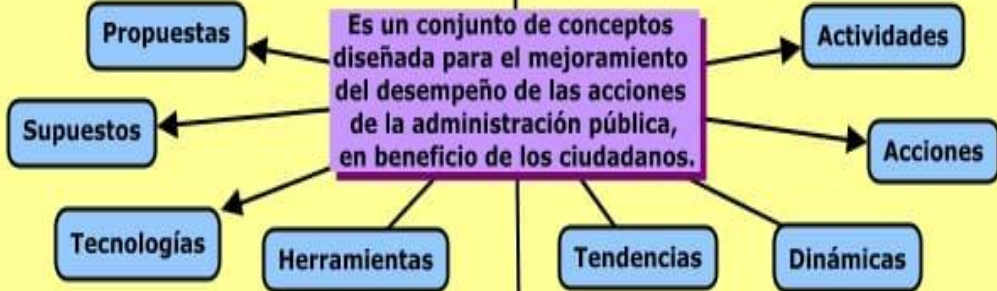 Propuestas
Es un conjunto de conceptos
diseñada para el mejoramiento
del desempeño de las acciones
de la administración pública,
en beneficio de los ciudadanos.
Actividades
Supuestos
Acciones
Tecnologías
Herramientas
Tendencias
Dinámicas